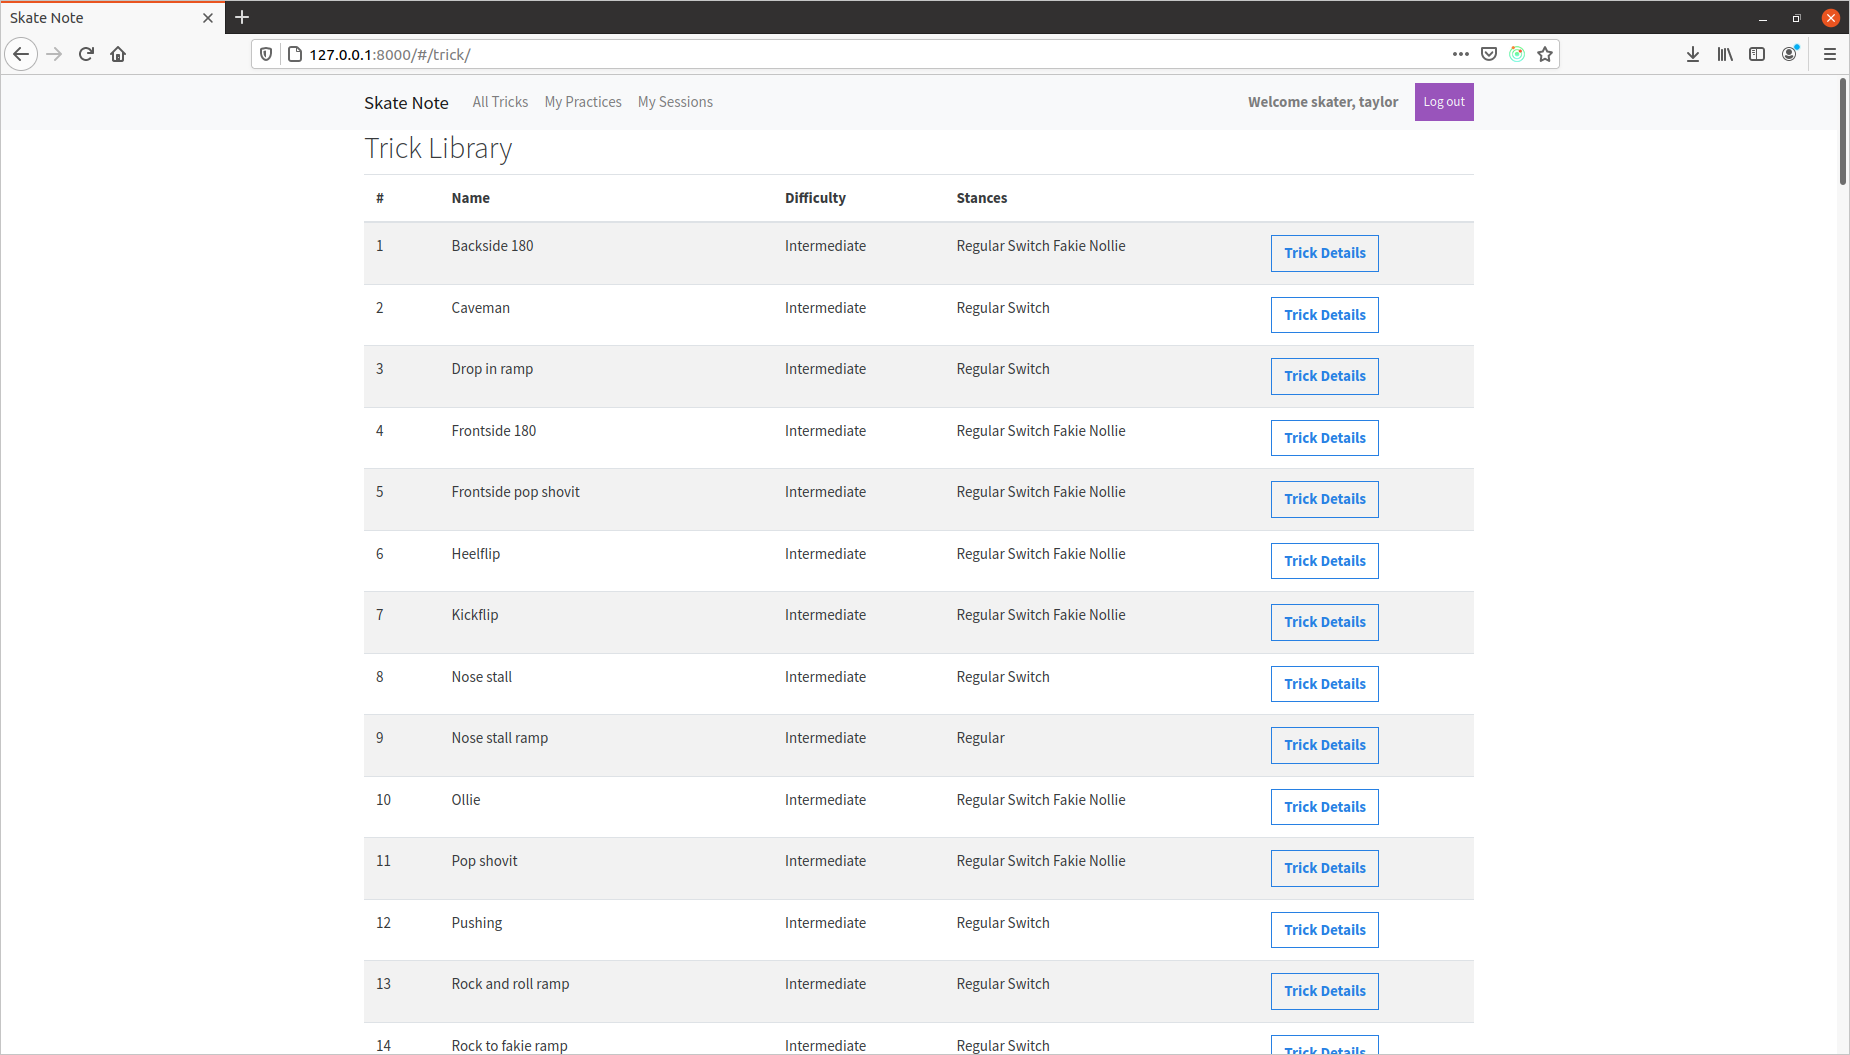 Skate Note
127.0.0.1:8000/#/trick/
Skate Note All Tricks My Practices My Sessions Welcome skater, taylor Log out
Trick Library
# Name Difficulty Stances
1 Backside 180 Intermediate Regular Switch Fakie Nollie Trick Details
2 Caveman Intermediate Regular Switch Trick Details
3 Drop in ramp Intermediate Regular Switch Trick Details
4 Frontside 180 Intermediate Regular Switch Fakie Nollie Trick Details
5 Frontside pop shovit Intermediate Regular Switch Fakie Nollie Trick Details
6 Heelflip Intermediate Regular Switch Fakie Nollie Trick Details
7 Kickflip Intermediate Regular Switch Fakie Nollie Trick Details
8 Nose stall Intermediate Regular Switch Trick Details
9 Nose stall ramp Intermediate Regular Trick Details
10 Ollie Intermediate Regular Switch Fakie Nollie Trick Details
11 Pop shovit Intermediate Regular Switch Fakie Nollie Trick Details
12 Pushing Intermediate Regular Switch Trick Details
13 Rock and roll ramp Intermediate Regular Switch Trick Details
14 Rock to fakie ramp Intermediate Regular Switch Trick Details